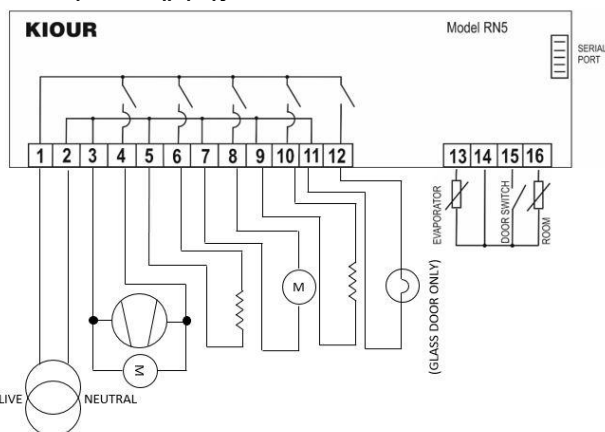 KIOUR
Model RN5
SERIAL
PORT
1 2 3 4 5 6 7 8 9 10 11 12
13 14 15 16
EVAPORATOR
DOOR SWITCH
ROOM
M
M
(GLASS DOOR ONLY)
LIVE
NEUTRAL